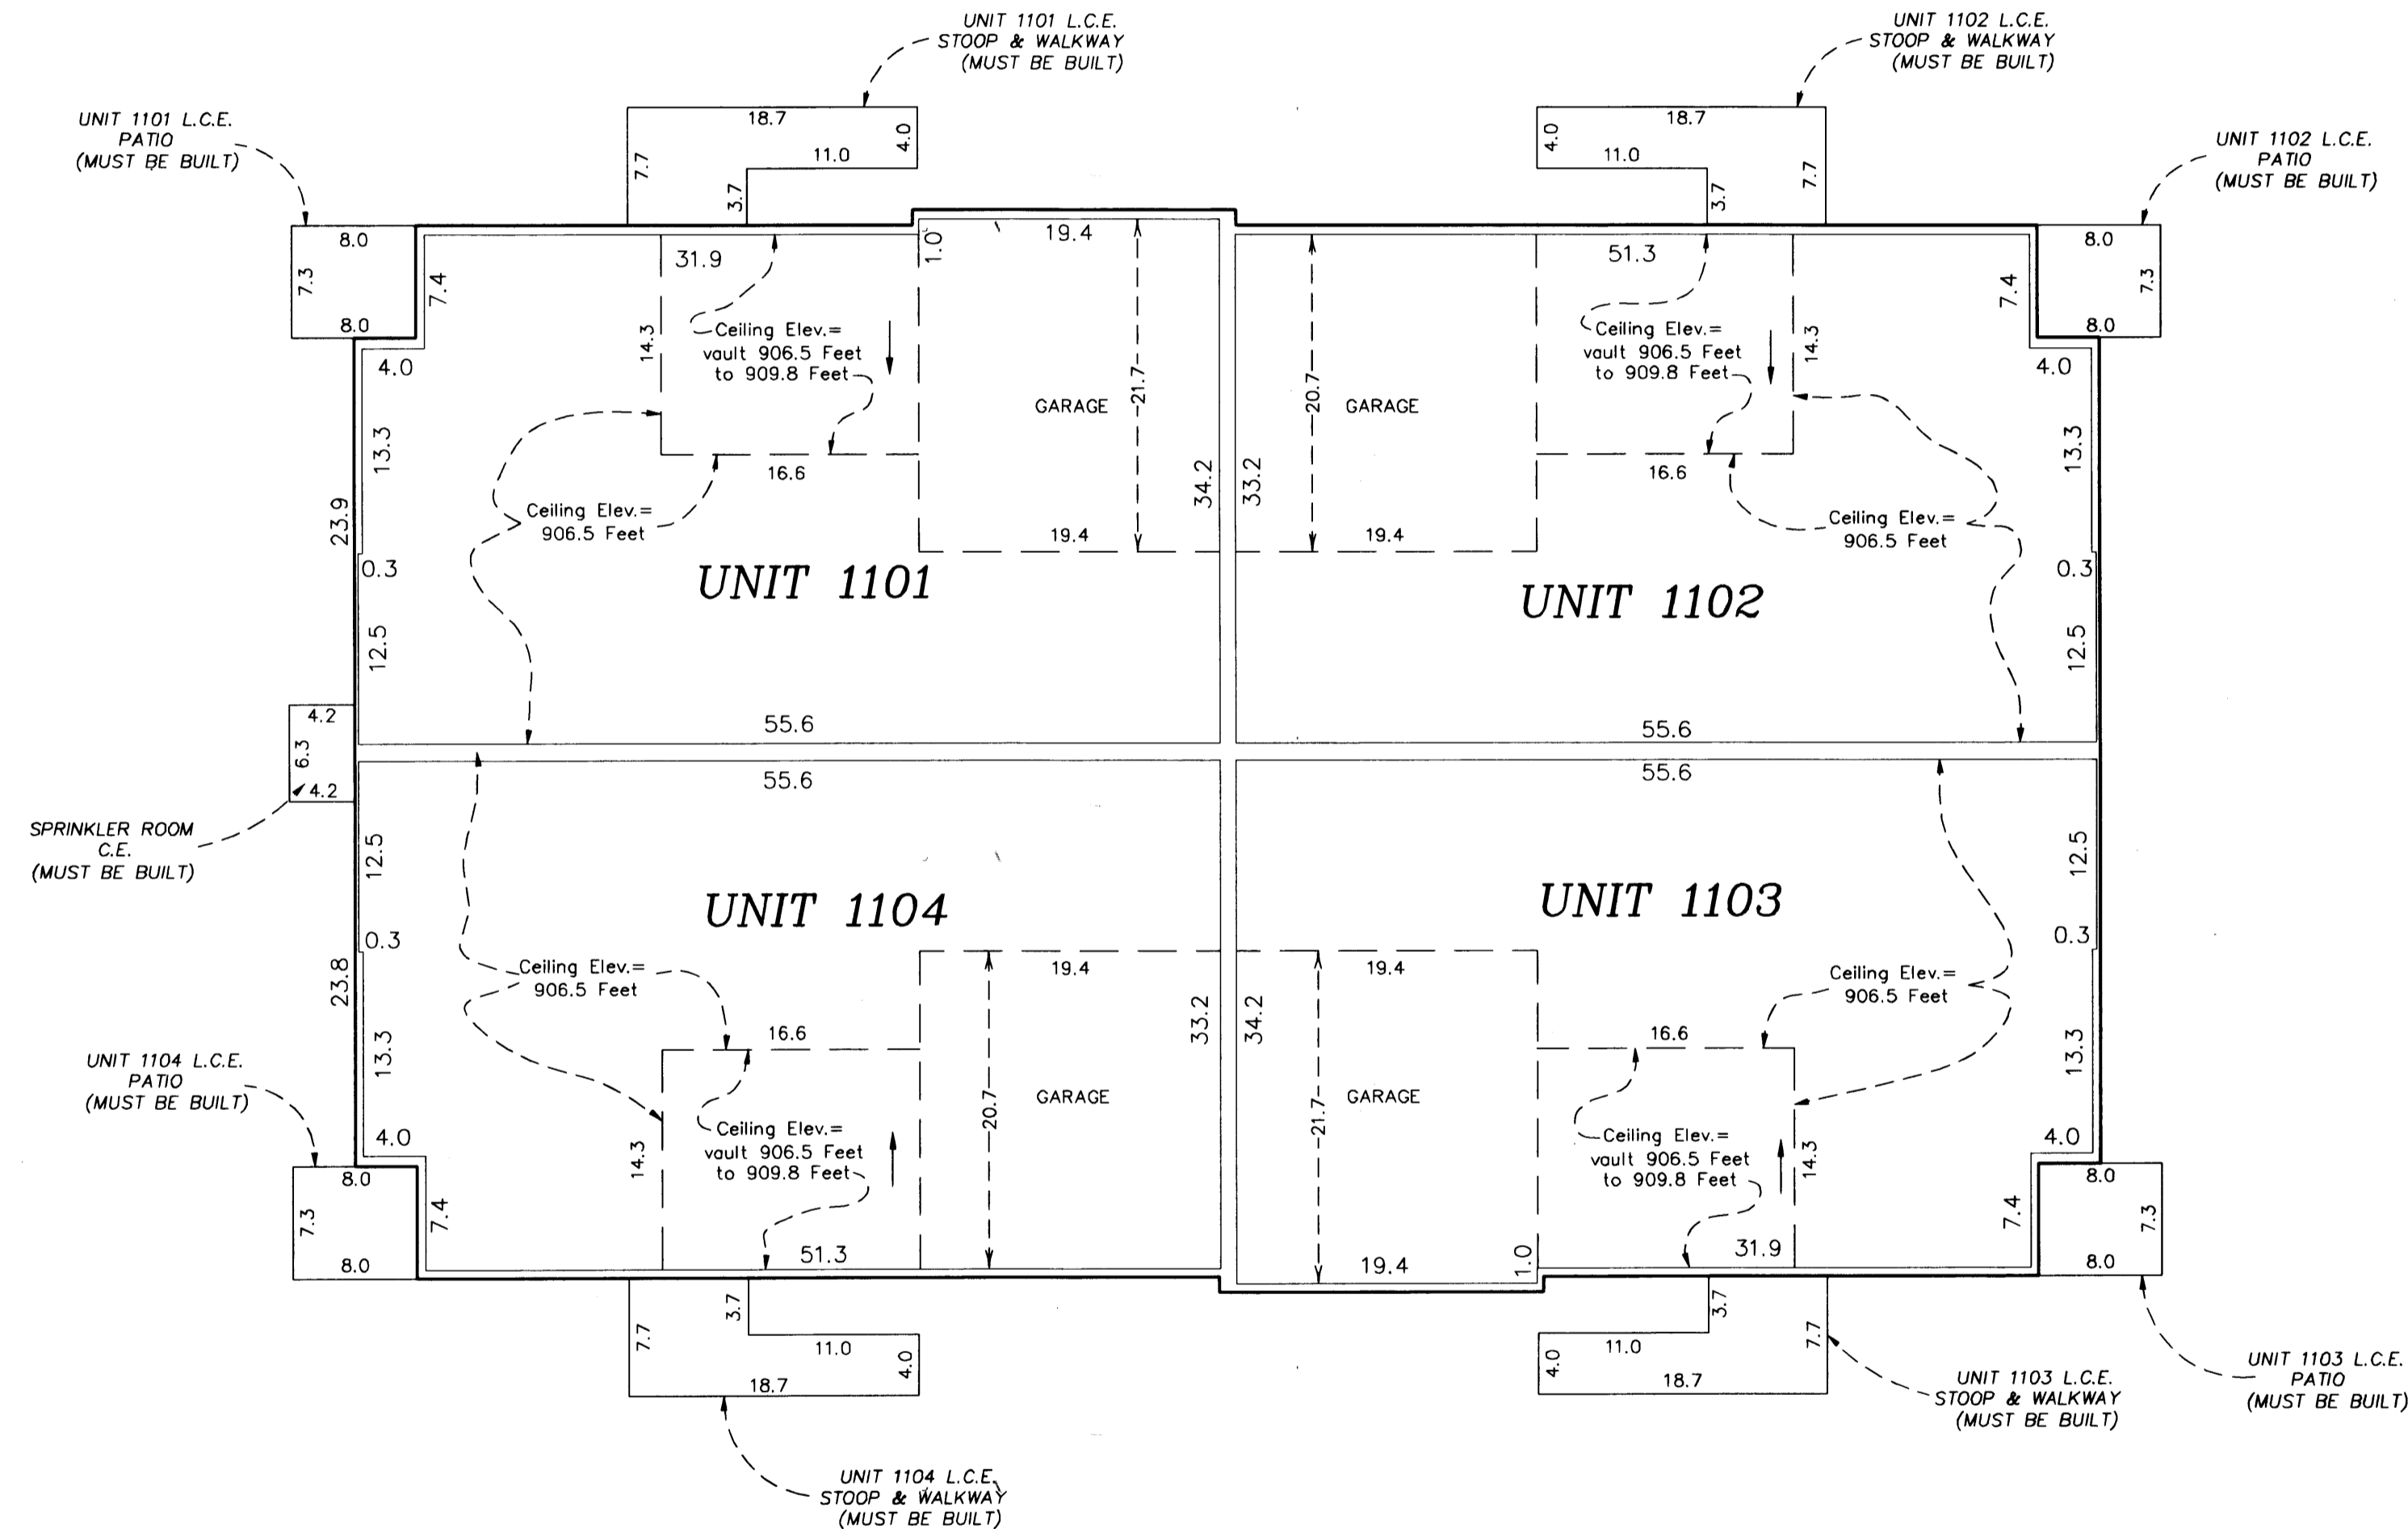 UNIT 1101 L.C.E.
STOOP & WALKWAY
(MUST BE BUILT)
UNIT 1102 L.C.E.
STOOP & WALKWAY
(MUST BE BUILT)
UNIT 1101 L.C.E.
PATIO
(MUST BE BUILT)
UNIT 1102 L.C.E.
PATIO
(MUST BE BUILT)
18.7
4.0
11.0
7.7
3.7
18.7
4.0
11.0
7.7
3.7
8.0
7.3
8.0
7.4
4.0
31.9
1.0
19.4
51.3
7.4
8.0
7.3
8.0
4.0
14.3
Ceiling Elev.=
vault 906.5 Feet
to 909.8 Feet
16.6
GARAGE
21.7
20.7
GARAGE
Ceiling Elev.=
vault 906.5 Feet
to 909.8 Feet
14.3
16.6
13.3
23.9
Ceiling Elev.=
906.5 Feet
19.4
34.2
33.2
19.4
Ceiling Elev.=
906.5 Feet
13.3
0.3
UNIT 1101
UNIT 1102
0.3
12.5
12.5
55.6
55.6
4.2
6.3
4.2
55.6
55.6
SPRINKLER ROOM
C.E.
(MUST BE BUILT)
12.5
12.5
UNIT 1104
UNIT 1103
0.3
0.3
23.8
Ceiling Elev.=
906.5 Feet
19.4
19.4
Ceiling Elev.=
906.5 Feet
33.2
34.2
13.3
16.6
16.6
13.3
UNIT 1104 L.C.E.
PATIO
(MUST BE BUILT)
20.7
GARAGE
21.7
GARAGE
4.0
14.3
Ceiling Elev.=
vault 906.5 Feet
to 909.8 Feet
Ceiling Elev.=
vault 906.5 Feet
to 909.8 Feet
14.3
4.0
8.0
7.3
8.0
7.4
51.3
19.4
1.0
31.9
7.4
8.0
7.3
8.0
7.7
3.7
11.0
4.0
18.7
3.7
11.0
4.0
7.7
18.7
UNIT 1103 L.C.E.
PATIO
(MUST BE BUILT)
UNIT 1103 L.C.E.
STOOP & WALKWAY
(MUST BE BUILT)
UNIT 1104 L.C.E.
STOOP & WALKWAY
(MUST BE BUILT)